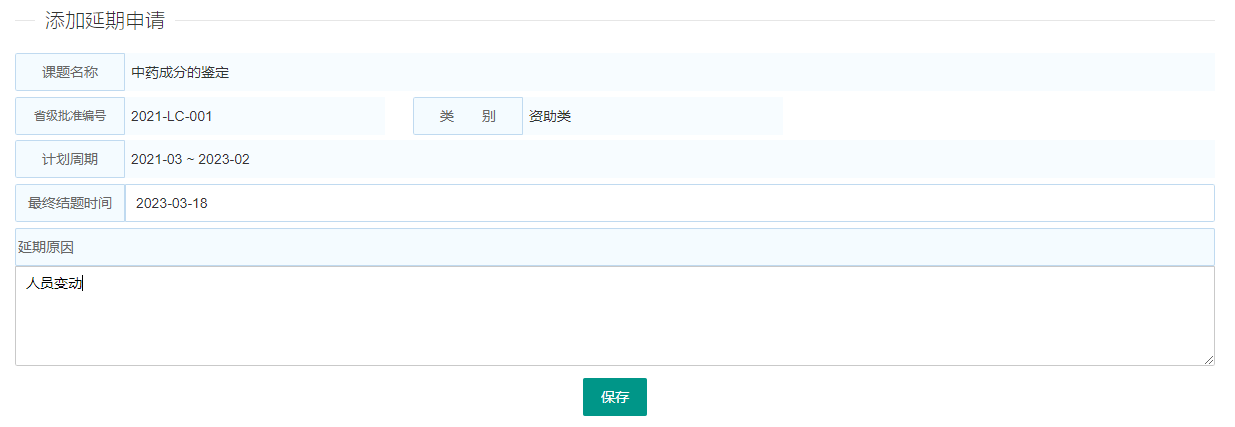 添加延期申请
课题名称 中药成分的鉴定
省级批准编号 2021-LC-001 类 别 资助类
计划周期 2021-03 ~ 2023-02
最终结题时间 2023-03-18
延期原因
人员变动
保存